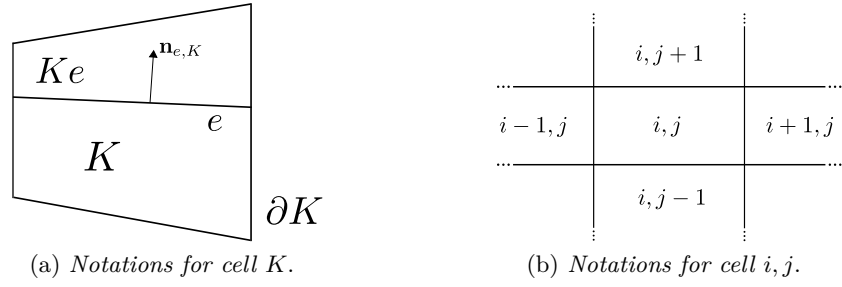 Ke
n_{e,K}
e
K
∂K
(a) Notations for cell K.
i, j + 1
i − 1, j
i, j
i + 1, j
i, j − 1
(b) Notations for cell i, j.